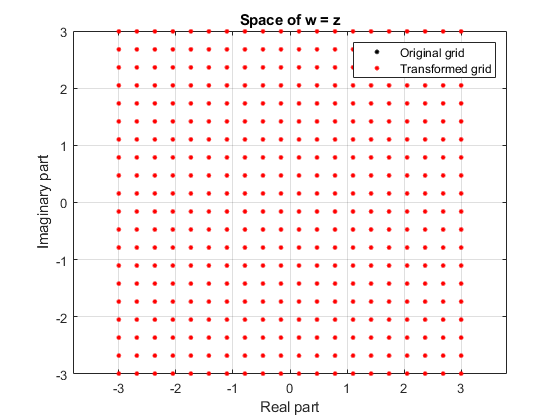 Space of w = z
Original grid
Transformed grid
3
2
1
0
-1
-2
-3
Imaginary part
-3
-2
-1
0
1
2
3
Real part